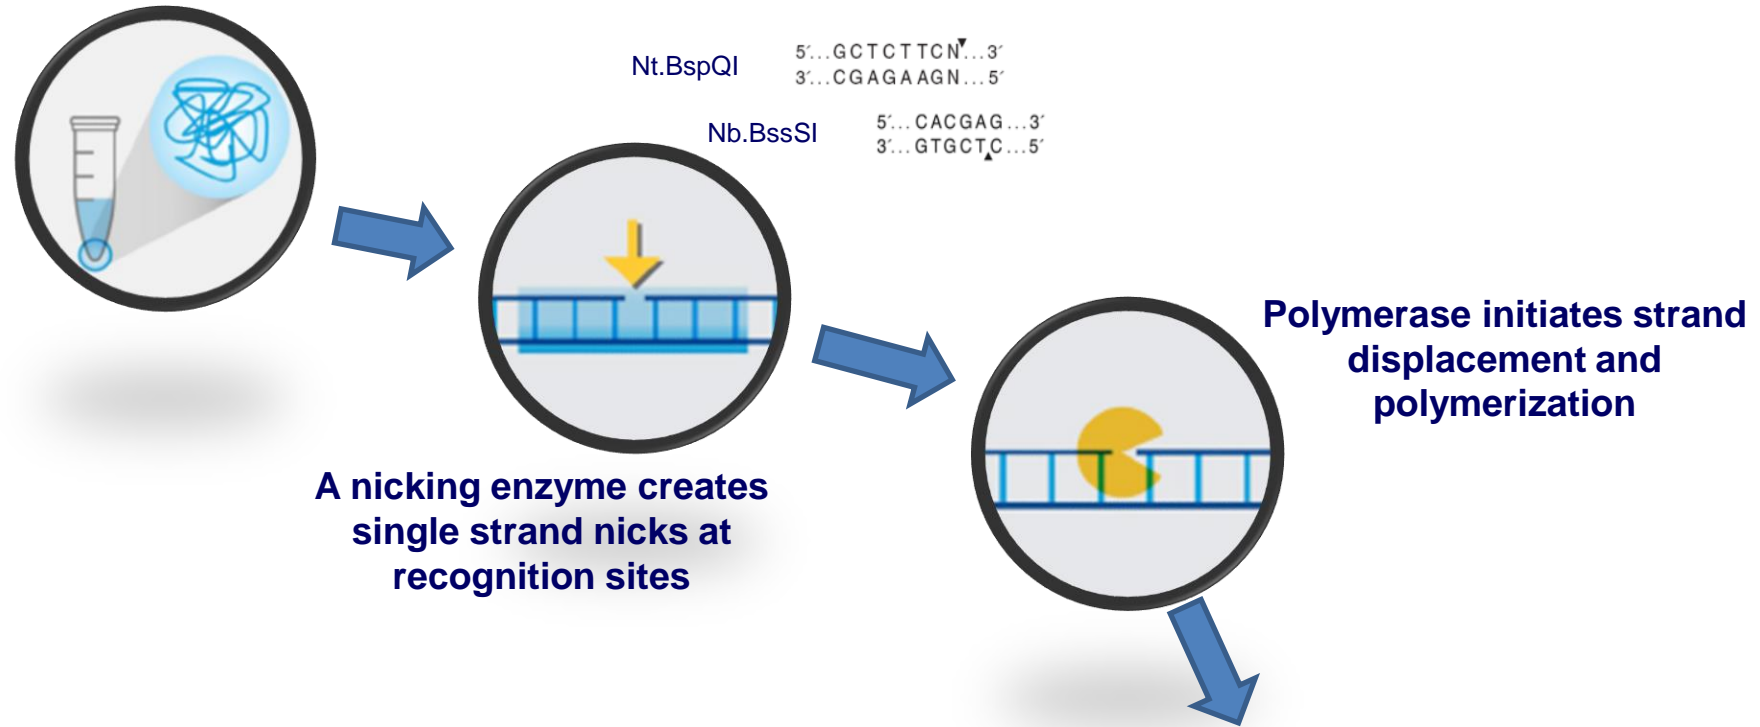 Nt.BspQI
5′...GCTCTTCN...3′
3′...CGAGAAGN...5′
Nb.BssSI
5′...CACGAG...3′
3′...GTGCTC...5′
A nicking enzyme creates
single strand nicks at
recognition sites
Polymerase initiates strand
displacement and
polymerization